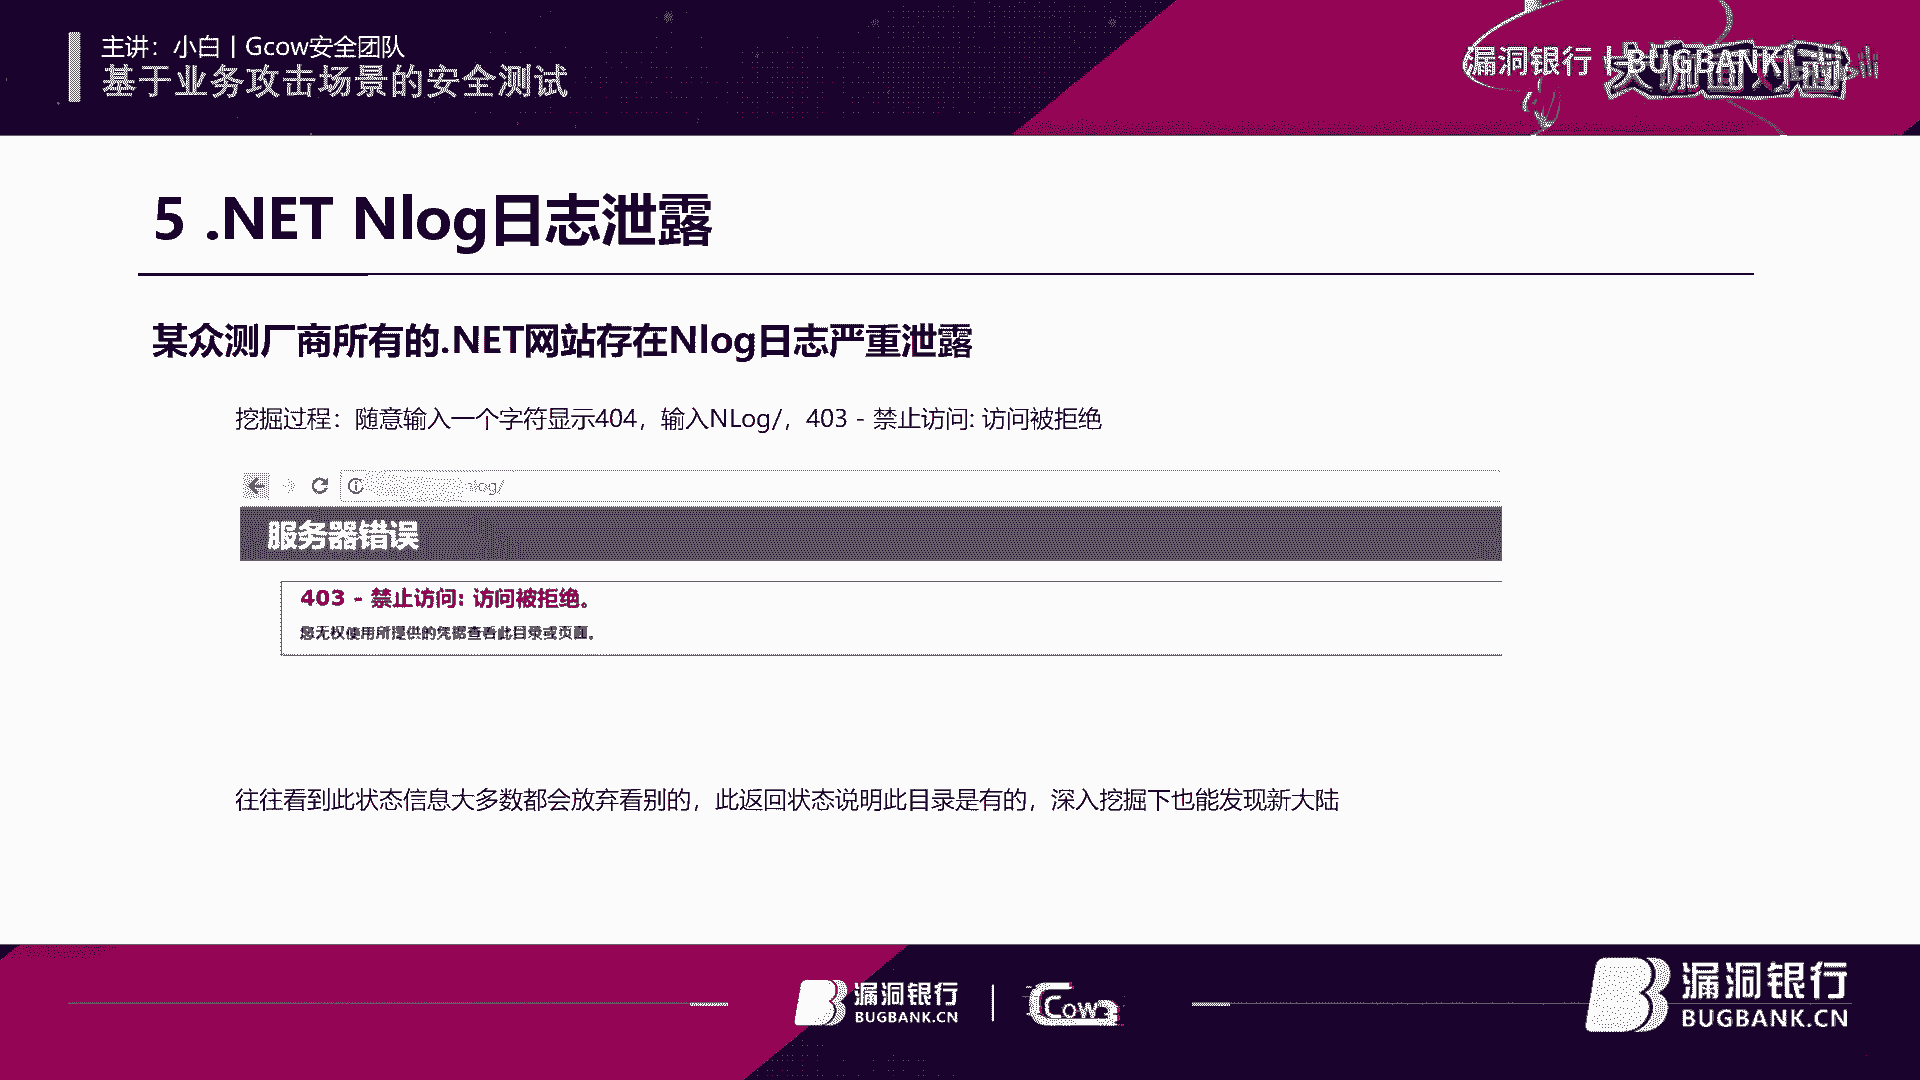 主讲：小白丨Gcow安全团队
基于业务攻击场景的安全测试
漏洞银行 | BUGBANK
5 .NET Nlog日志泄露
某众测厂商所有的.NET网站存在Nlog日志严重泄露
挖掘过程：随意输入一个字符显示404，输入NLog/，403 - 禁止访问: 访问被拒绝
nlog/
服务器错误
403 - 禁止访问: 访问被拒绝。
您无权使用所提供的凭据查看此目录或页面。
往往看到此状态信息大多数都会放弃看别的，此返回状态说明此目录是有的，深入挖掘下也能发现新大陆
漏洞银行
BUGBANK.CN
Gcow
漏洞银行
BUGBANK.CN